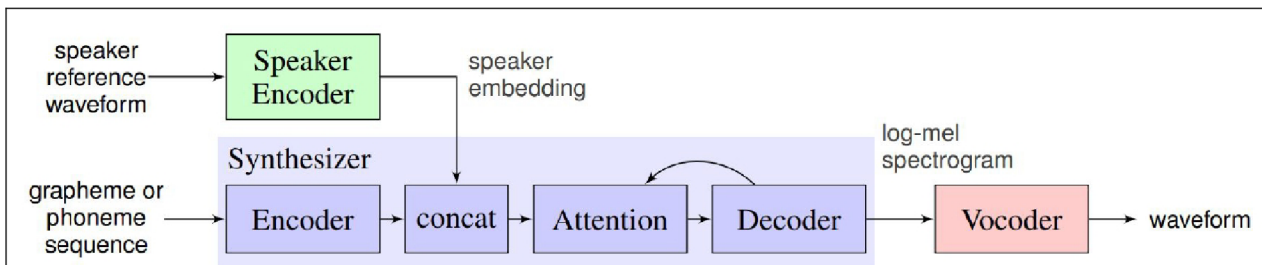 speaker
reference
waveform
Speaker
Encoder
speaker
embedding
Synthesizer
log-mel
spectrogram
grapheme or
phoneme
sequence
Encoder
concat
Attention
Decoder
Vocoder
waveform